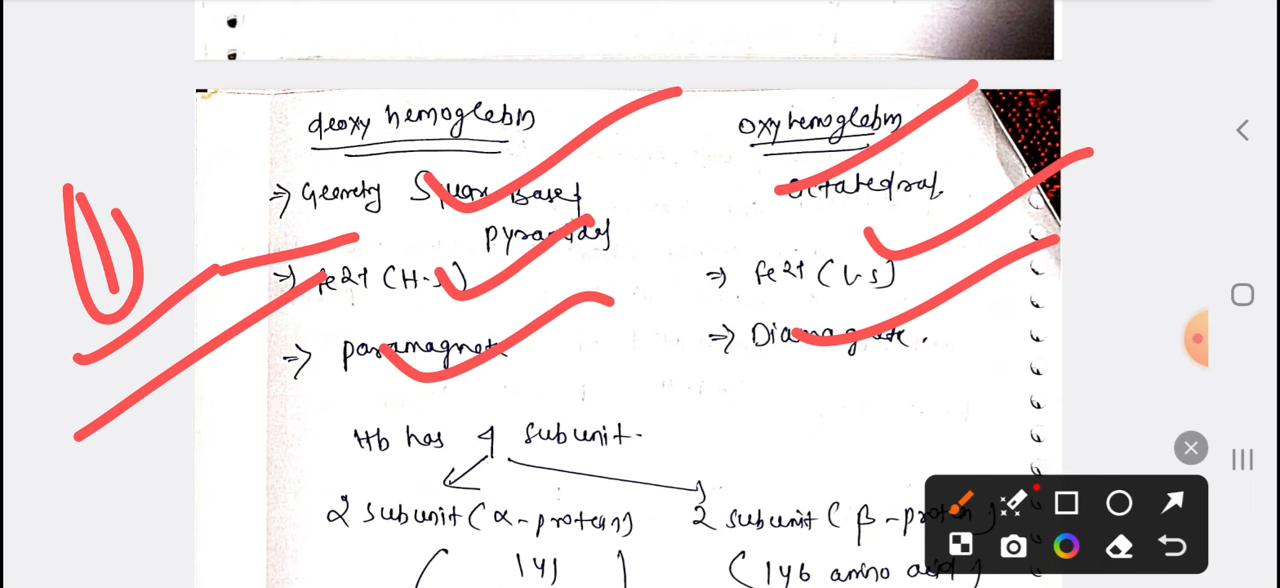 deoxy hemoglobin
oxy hemoglobin
=> Geometry Square Based
pyramidal
octahedral
=> Fe2+ (H.S)
=> Fe2+ (L.S)
=> paramagnetic
=> Diamagnetic.
Hb has 4 subunit.
2 subunit (α-protein)
2 subunit (β-protein)
( 141 )
(146 amino acid)